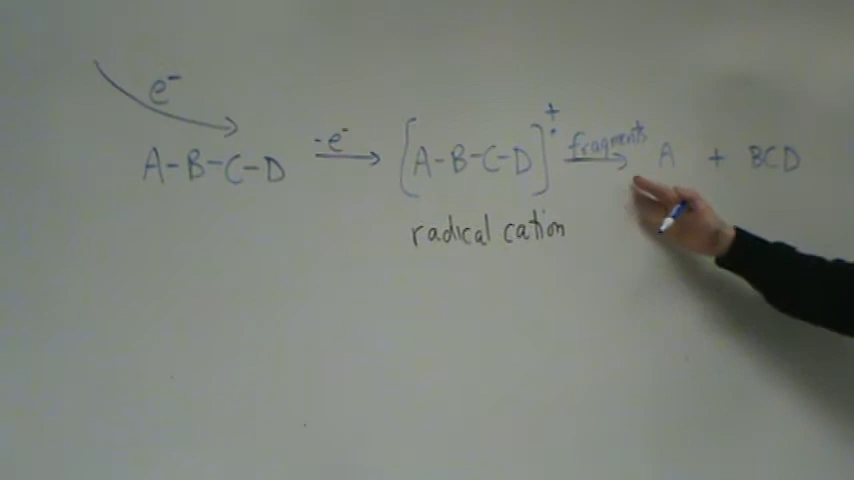 e⁻
A-B-C-D -e⁻ [A-B-C-D]⁺· fragments A + BCD
radical cation